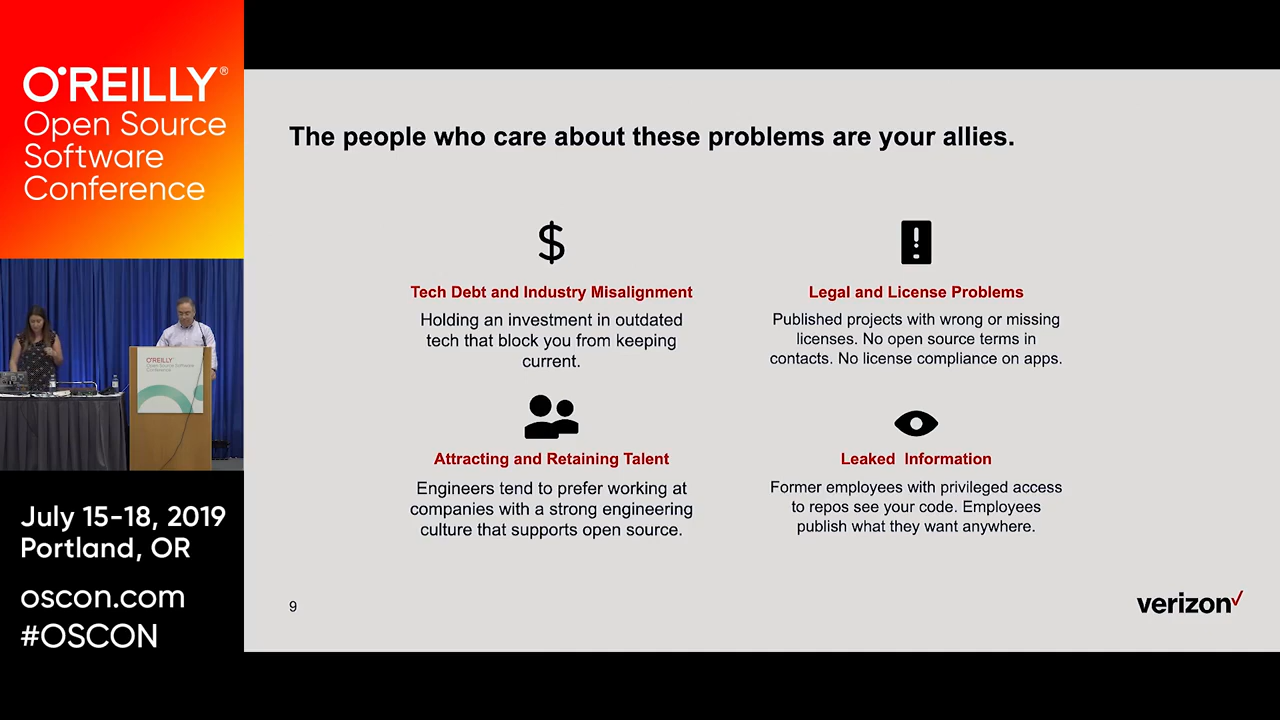 O'REILLY®
Open Source
Software
Conference
July 15-18, 2019
Portland, OR
oscon.com
#OSCON
The people who care about these problems are your allies.
$
Tech Debt and Industry Misalignment
Holding an investment in outdated
tech that block you from keeping
current.
Legal and License Problems
Published projects with wrong or missing
licenses. No open source terms in
contacts. No license compliance on apps.
Attracting and Retaining Talent
Engineers tend to prefer working at
companies with a strong engineering
culture that supports open source.
Leaked Information
Former employees with privileged access
to repos see your code. Employees
publish what they want anywhere.
9
verizon✓
O'REILLY
Open Source Software
Conference